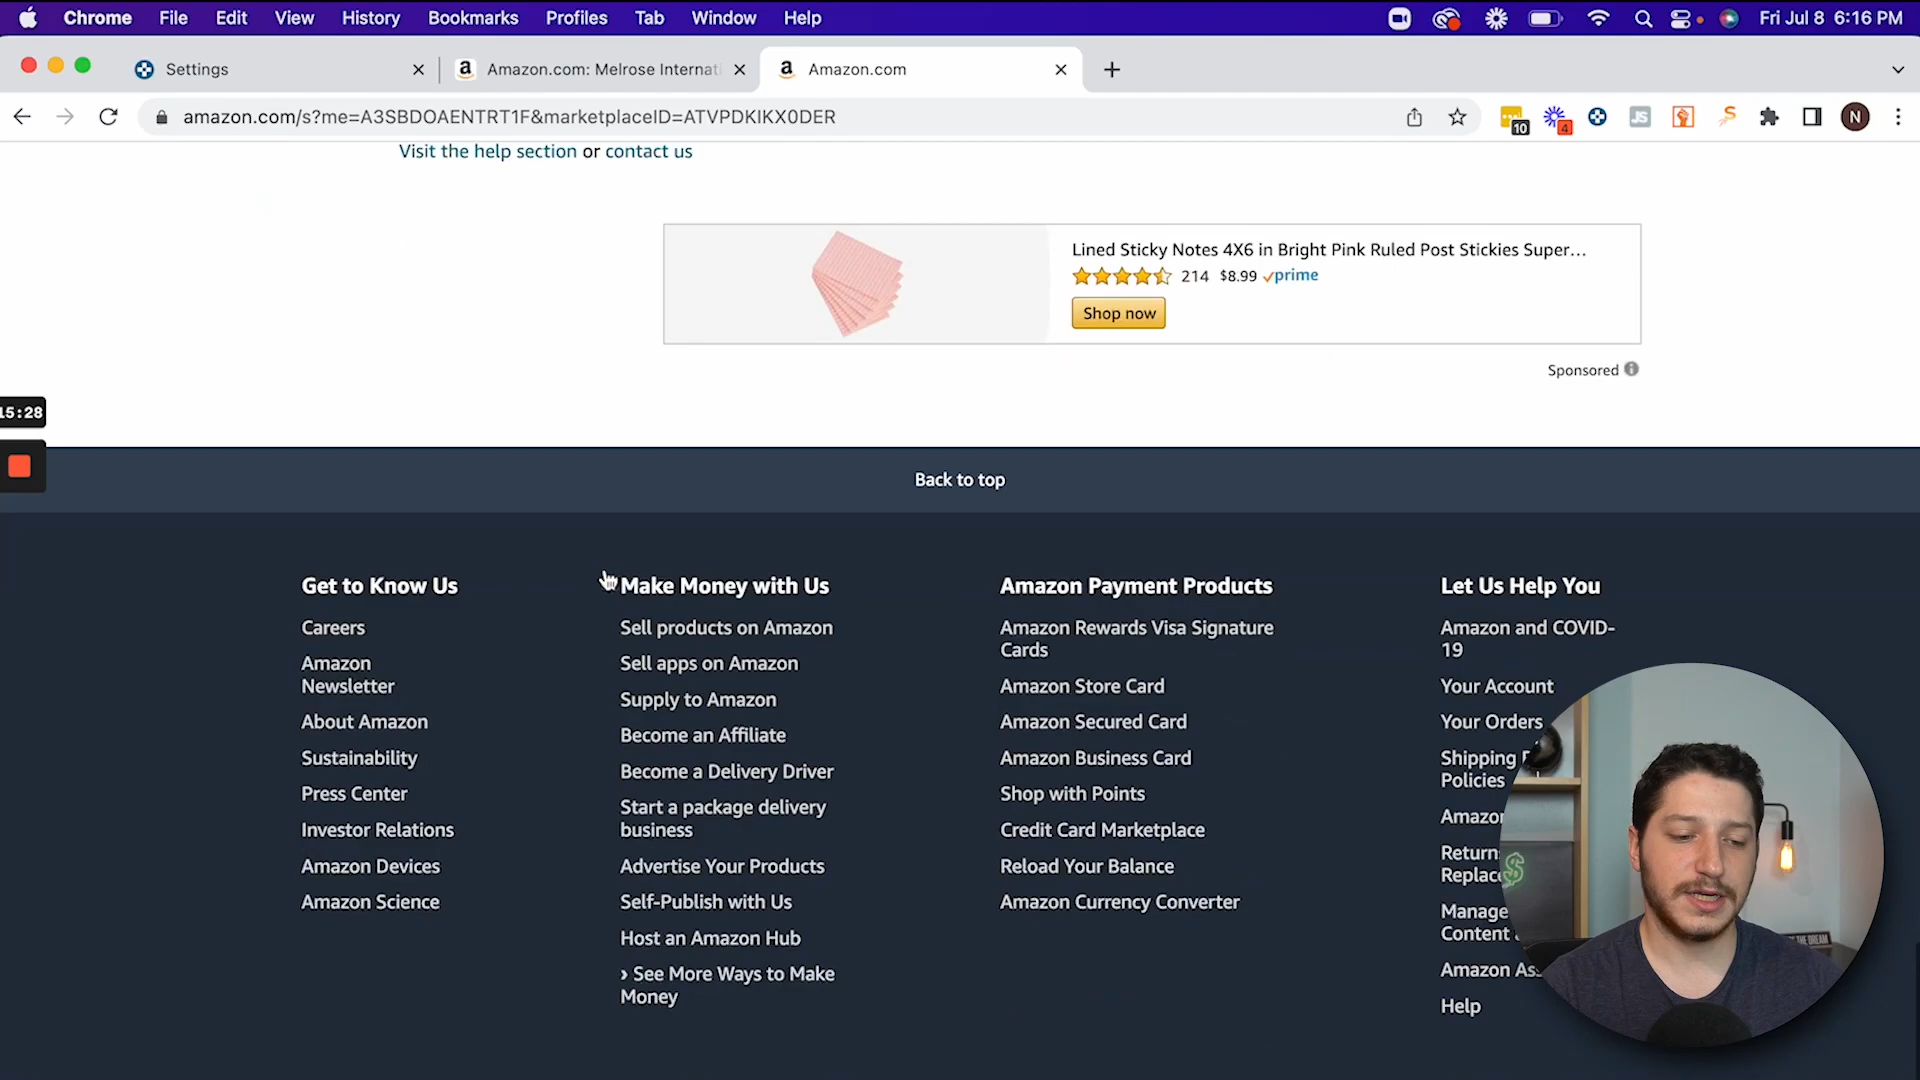 Chrome File Edit View History Bookmarks Profiles Tab Window Help Fri Jul 8 6:16 PM
Settings Amazon.com: Melrose Internati Amazon.com
amazon.com/s?me=A3SBDOAENTRT1F&marketplaceID=ATVPDKIKX0DER 10 4 JS N
Visit the help section or contact us
Lined Sticky Notes 4X6 in Bright Pink Ruled Post Stickies Super...
214 $8.99 prime
Shop now
Sponsored
15:28
Back to top
Get to Know Us
Careers
Amazon
Newsletter
About Amazon
Sustainability
Press Center
Investor Relations
Amazon Devices
Amazon Science
Make Money with Us
Sell products on Amazon
Sell apps on Amazon
Supply to Amazon
Become an Affiliate
Become a Delivery Driver
Start a package delivery
business
Advertise Your Products
Self-Publish with Us
Host an Amazon Hub
› See More Ways to Make
Money
Amazon Payment Products
Amazon Rewards Visa Signature
Cards
Amazon Store Card
Amazon Secured Card
Amazon Business Card
Shop with Points
Credit Card Marketplace
Reload Your Balance
Amazon Currency Converter
Let Us Help You
Amazon and COVID-
19
Your Account
Your Orders
Shipping
Policies
Manage
Content
Help
THE DREAM